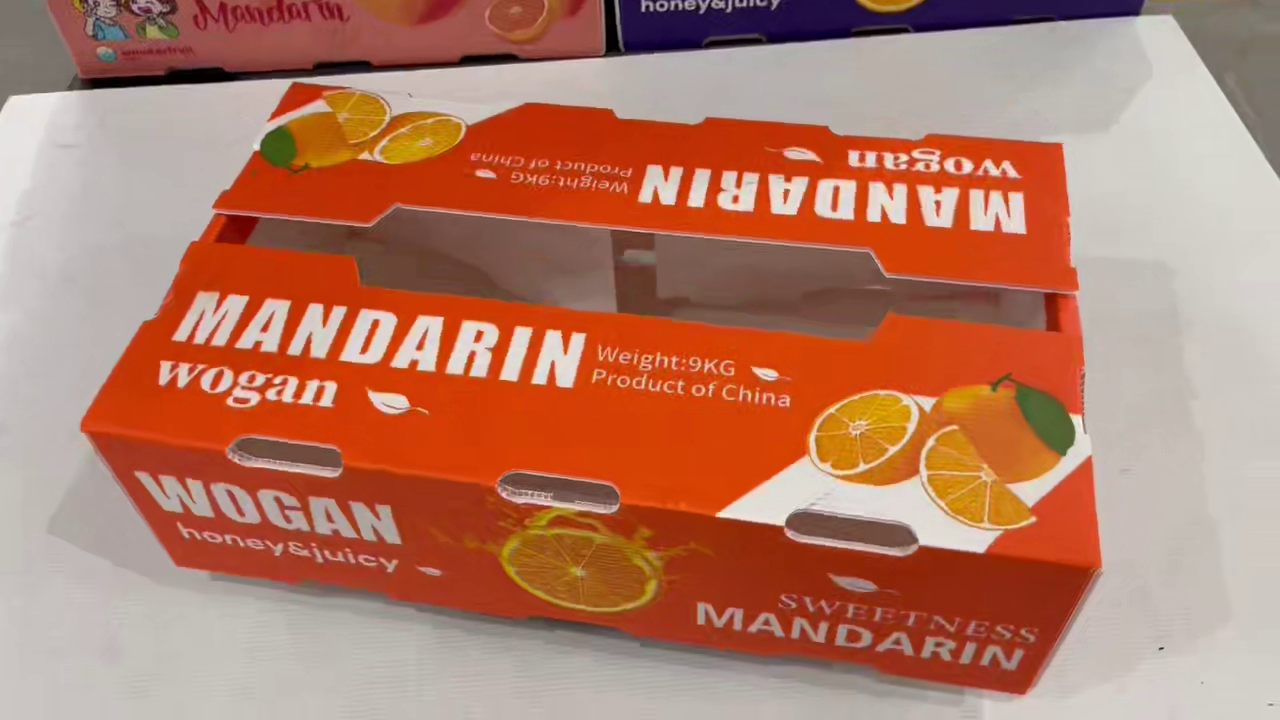 Mandarin
honey&juicy
wogan
MANDARIN
Weight:9KG
Product of China
MANDARIN
wogan
Weight:9KG
Product of China
WOGAN
honey&juicy
SWEETNESS
MANDARIN